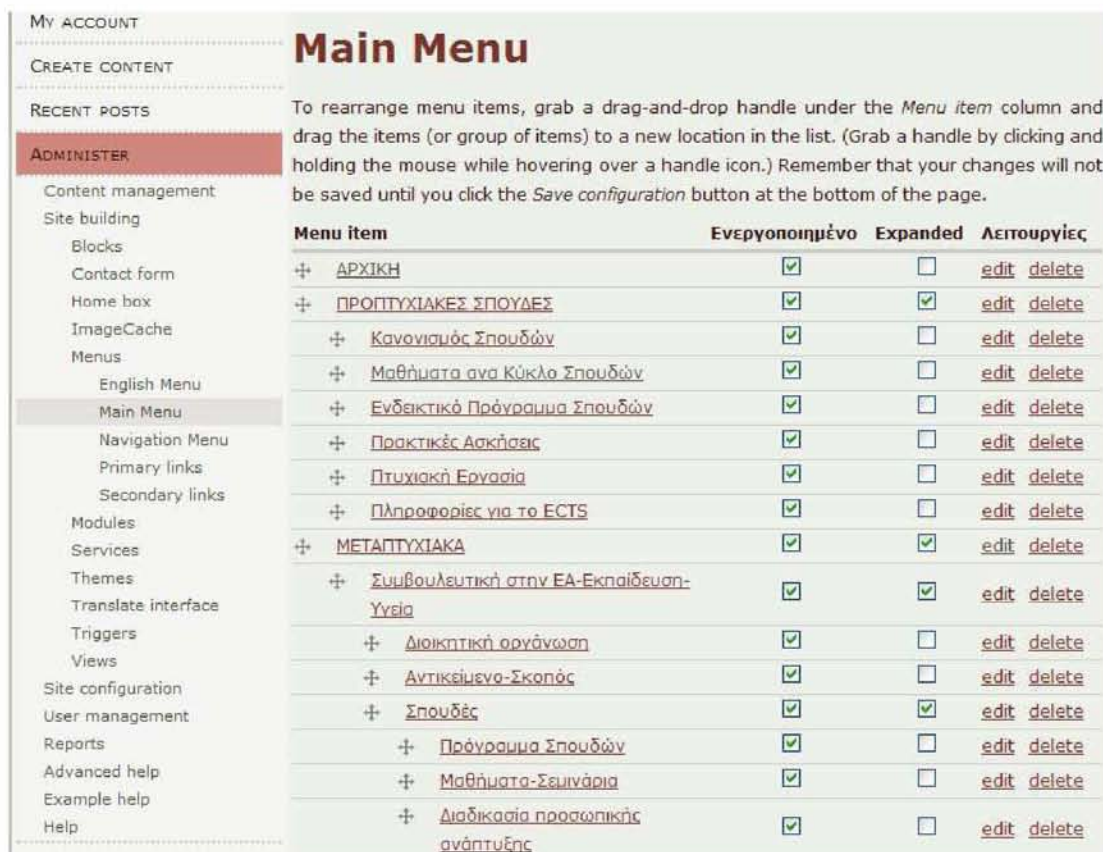 MY ACCOUNT
CREATE CONTENT
RECENT POSTS
ADMINISTER
Content management
Site building
Blocks
Contact form
Home box
ImageCache
Menus
English Menu
Main Menu
Navigation Menu
Primary links
Secondary links
Modules
Services
Themes
Translate interface
Triggers
Views
Site configuration
User management
Reports
Advanced help
Example help
Help
Main Menu
To rearrange menu items, grab a drag-and-drop handle under the Menu item column and
drag the items (or group of items) to a new location in the list. (Grab a handle by clicking and
holding the mouse while hovering over a handle icon.) Remember that your changes will not
be saved until you click the Save configuration button at the bottom of the page.
Menu item Ενεργοποιημένο Expanded Λειτουργίες
ΑΡΧΙΚΗ edit delete
ΠΡΟΠΤΥΧΙΑΚΕΣ ΣΠΟΥΔΕΣ edit delete
Κανονισμός Σπουδών edit delete
Μαθήματα ανα Κύκλο Σπουδών edit delete
Ενδεικτικό Πρόγραμμα Σπουδών edit delete
Πρακτικές Ασκήσεις edit delete
Πτυχιακή Εργασία edit delete
Πληροφορίες για το ECTS edit delete
ΜΕΤΑΠΤΥΧΙΑΚΑ edit delete
Συμβουλευτική στην ΕΑ-Εκπαίδευση-
Υγεία edit delete
Διοικητική οργάνωση edit delete
Αντικείμενο-Σκοπός edit delete
Σπουδές edit delete
Πρόγραμμα Σπουδών edit delete
Μαθήματα-Σεμινάρια edit delete
Διαδικασία προσωπικής
ανάπτυξης edit delete